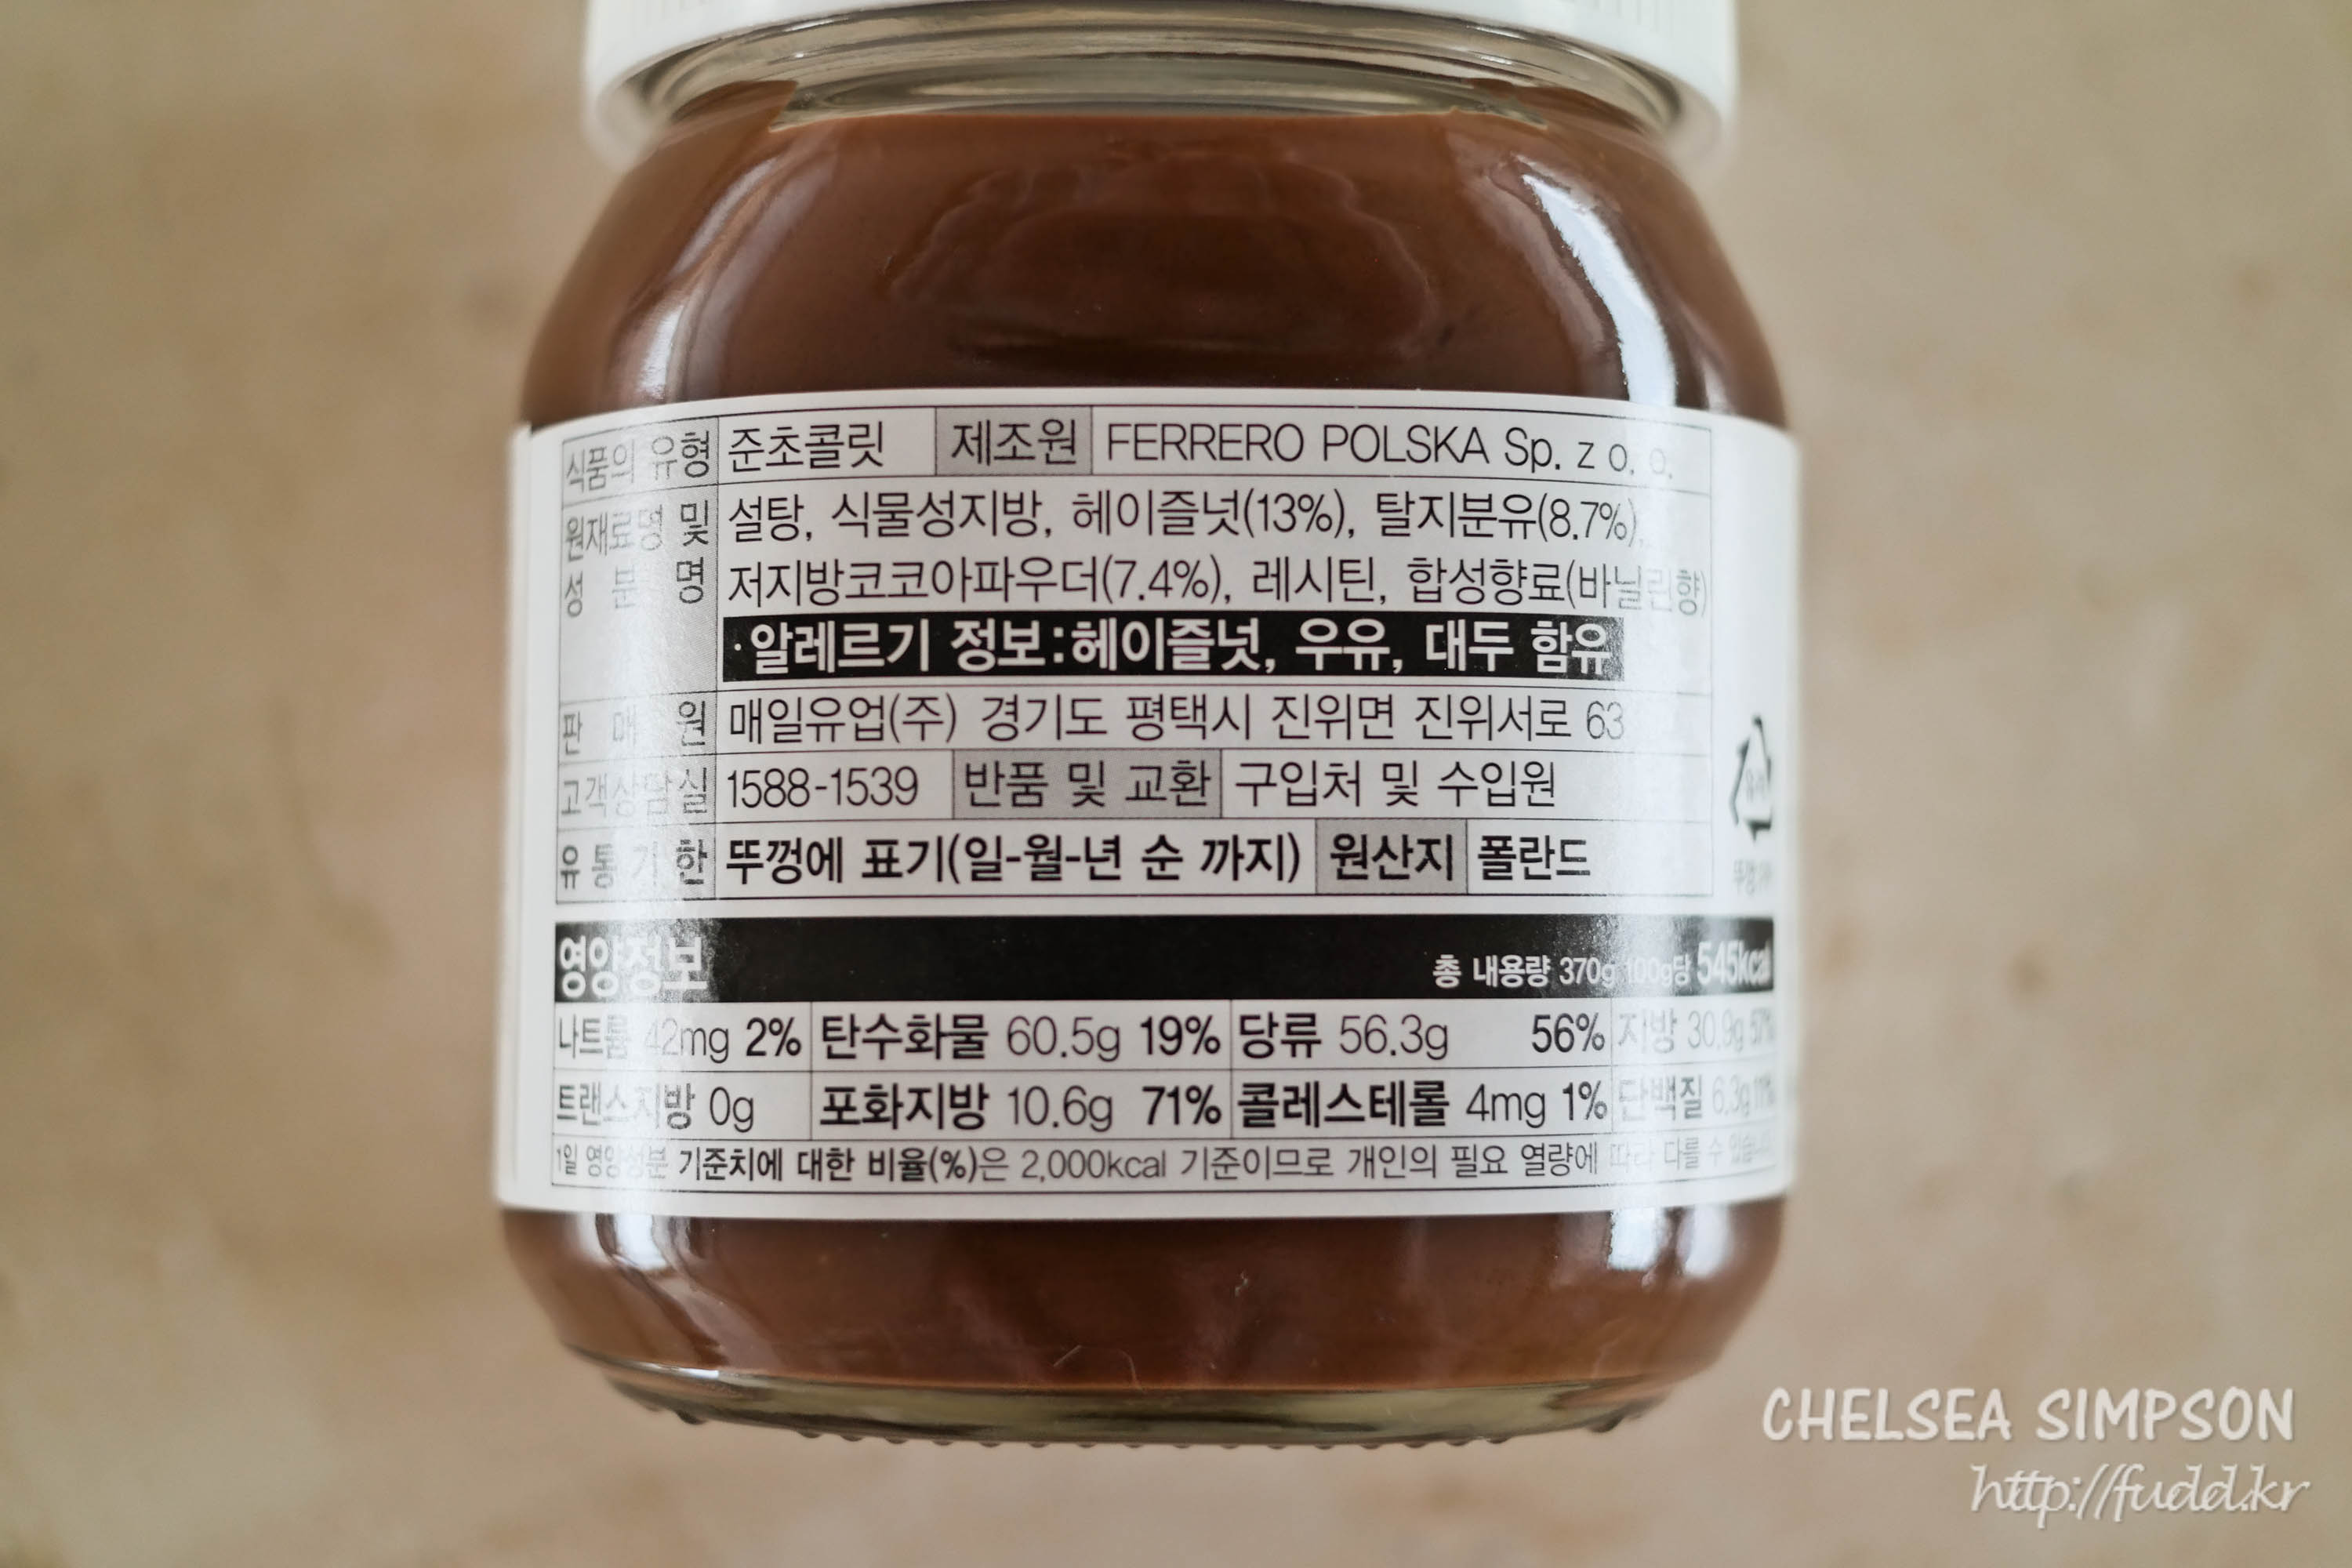 식품의 유형 준초콜릿 제조원 FERRERO POLSKA Sp. z o. o.
원재료명 및 설탕, 식물성지방, 헤이즐넛(13%), 탈지분유(8.7%),
성 분 명 저지방코코아파우더(7.4%), 레시틴, 합성향료(바닐린향)
·알레르기 정보:헤이즐넛, 우유, 대두 함유
판 매 원 매일유업(주) 경기도 평택시 진위면 진위서로 63
고객상담실 1588-1539 반품 및 교환 구입처 및 수입원
유 통 기 한 뚜껑에 표기(일-월-년 순 까지) 원산지 폴란드
영양정보 총 내용량 370g 100g당 545kcal
나트륨 42mg 2% 탄수화물 60.5g 19% 당류 56.3g 56% 지방 30.9g 57%
트랜스지방 0g 포화지방 10.6g 71% 콜레스테롤 4mg 1% 단백질 6.3g 11%
1일 영양성분 기준치에 대한 비율(%)은 2,000kcal 기준이므로 개인의 필요 열량에 따라 다를 수 있습니다
CHELSEA SIMPSON
http://fudd.kr